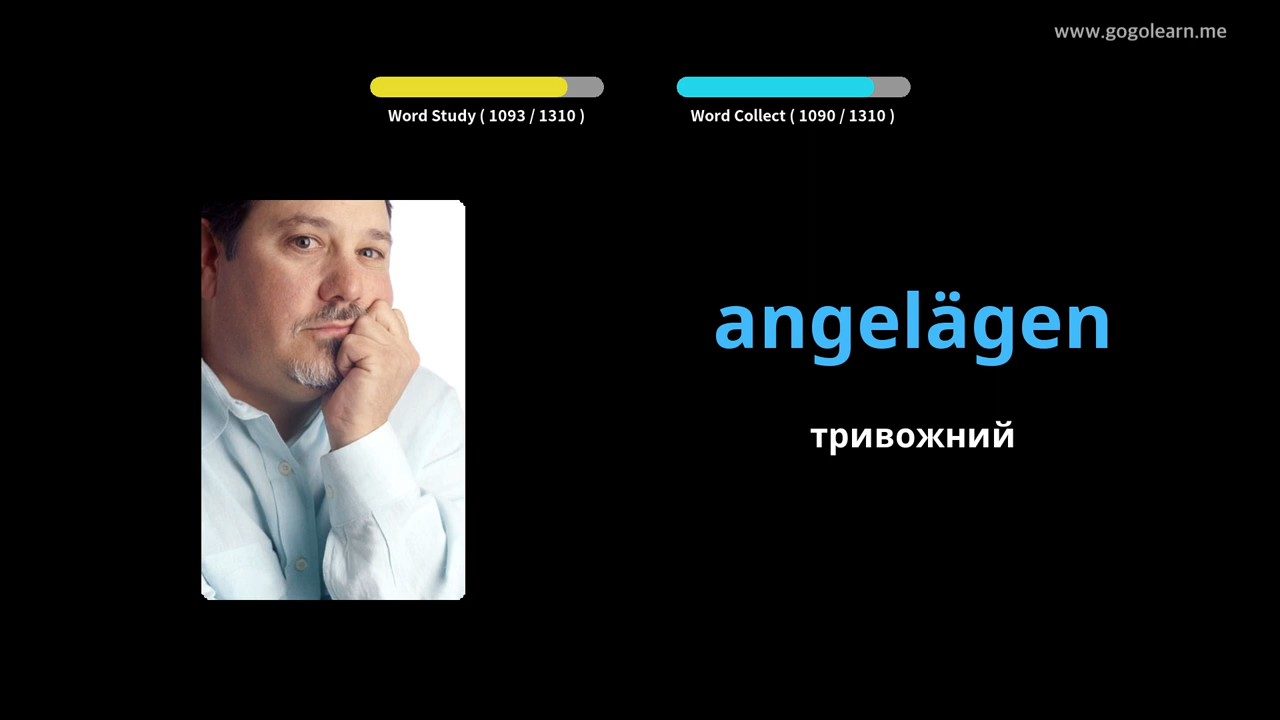 www.gogolearn.me
Word Study ( 1093 / 1310 )
Word Collect ( 1090 / 1310 )
angelägen
тривожний